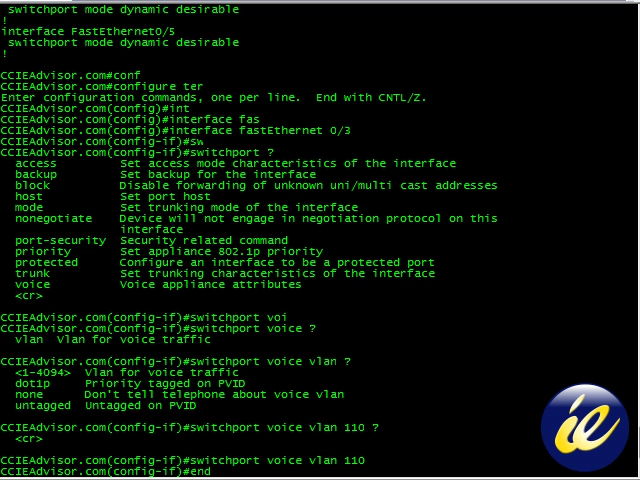 switchport mode dynamic desirable
!
interface FastEthernet0/5
switchport mode dynamic desirable
!
CCIEAdvisor.com#conf
CCIEAdvisor.com#configure ter
Enter configuration commands, one per line.  End with CNTL/Z.
CCIEAdvisor.com(config)#int
CCIEAdvisor.com(config)#interface fas
CCIEAdvisor.com(config)#interface fastEthernet 0/3
CCIEAdvisor.com(config-if)#sw
CCIEAdvisor.com(config-if)#switchport ?
access         Set access mode characteristics of the interface
backup         Set backup for the interface
block          Disable forwarding of unknown uni/multi cast addresses
host           Set port host
mode           Set trunking mode of the interface
nonegotiate    Device will not engage in negotiation protocol on this
interface
port-security  Security related command
priority       Set appliance 802.1p priority
protected      Configure an interface to be a protected port
trunk          Set trunking characteristics of the interface
voice          Voice appliance attributes
<cr>
CCIEAdvisor.com(config-if)#switchport voi
CCIEAdvisor.com(config-if)#switchport voice ?
vlan  Vlan for voice traffic
CCIEAdvisor.com(config-if)#switchport voice vlan ?
<1-4094>  Vlan for voice traffic
dot1p     Priority tagged on PVID
none      Don't tell telephone about voice vlan
untagged  Untagged on PVID
CCIEAdvisor.com(config-if)#switchport voice vlan 110 ?
<cr>
CCIEAdvisor.com(config-if)#switchport voice vlan 110
CCIEAdvisor.com(config-if)#end
ie